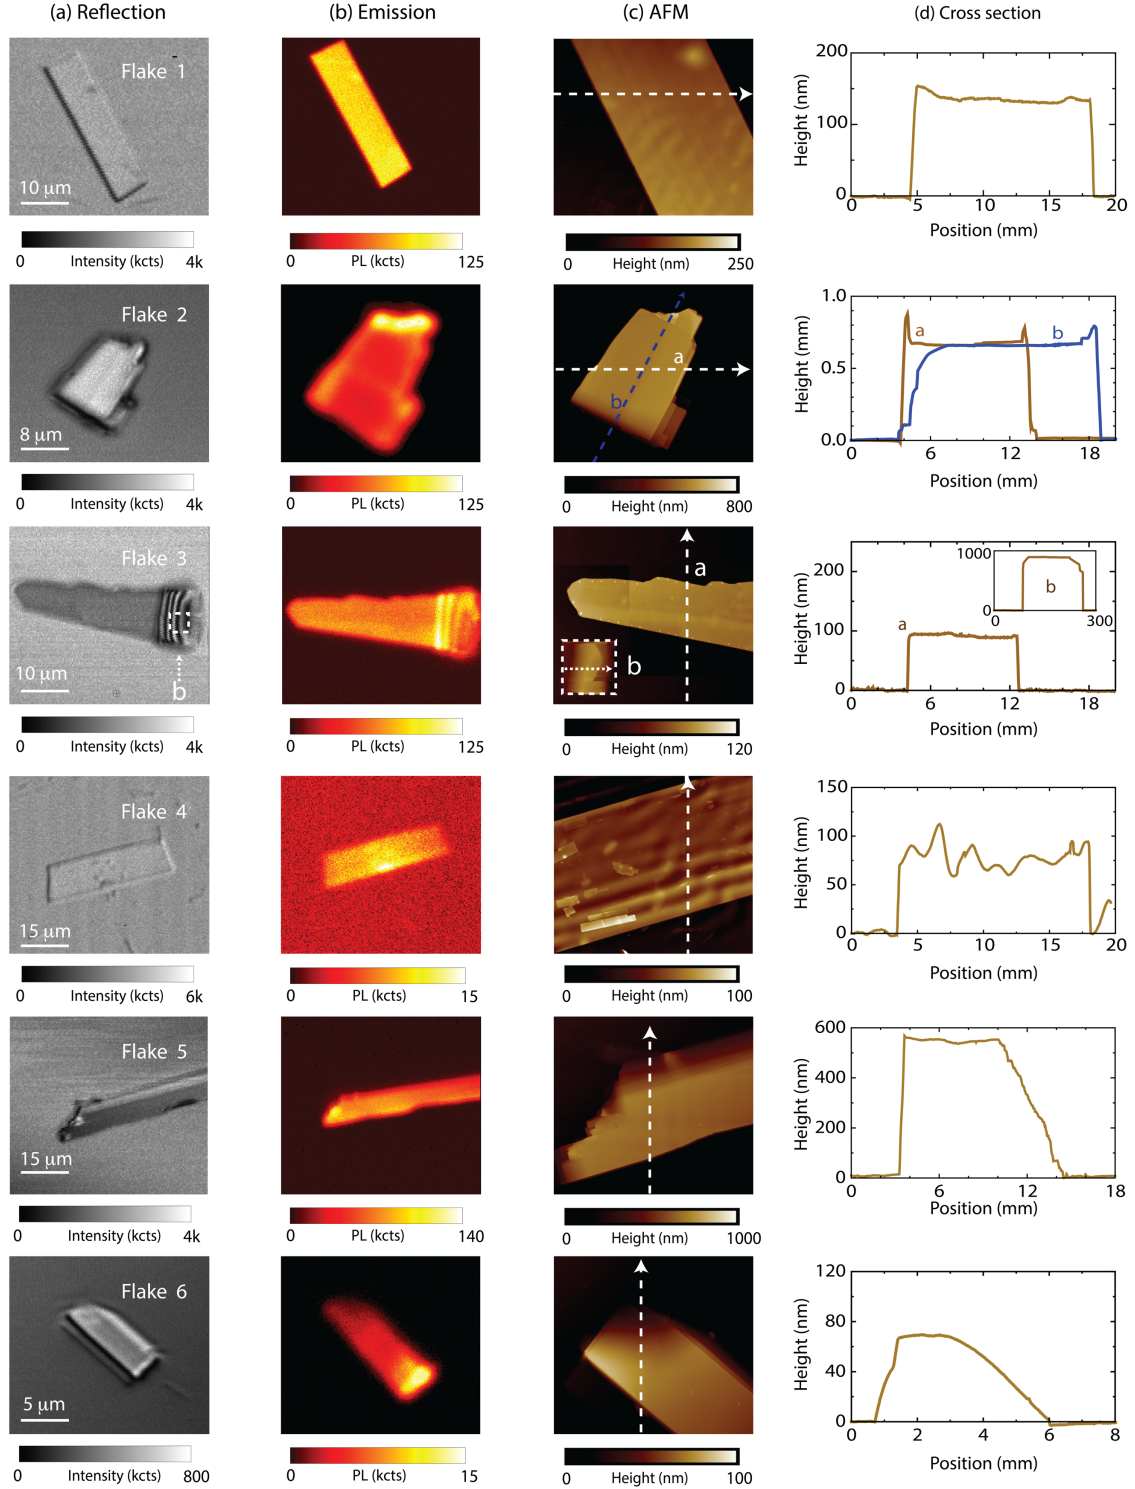 (a) Reflection (b) Emission (c) AFM (d) Cross section
Flake 1
10 μm
0 Intensity (kcts) 4k
0 PL (kcts) 125
0 Height (nm) 250
Height (nm)
200
100
0
0 5 10 15 20
Position (mm)
Flake 2
8 μm
0 Intensity (kcts) 4k
0 PL (kcts) 125
a
b
0 Height (nm) 800
Height (mm)
1.0
0.5
0.0
a b
6 12 18
Position (mm)
Flake 3
10 μm
b
0 Intensity (kcts) 4k
0 PL (kcts) 125
a
b
0 Height (nm) 120
Height (nm)
200
100
0
a
1000
0
b
0 300
0 6 12
Position (mm)
Flake 4
15 μm
0 Intensity (kcts) 6k
0 PL (kcts) 15
0 Height (nm) 100
Height (nm)
150
100
50
0
0 5 10 15 20
Position (mm)
Flake 5
15 μm
0 Intensity (kcts) 4k
0 PL (kcts) 140
0 Height (nm) 1000
Height (nm)
600
400
200
0
0 6 12 18
Position (mm)
Flake 6
5 μm
0 Intensity (kcts) 800
0 PL (kcts) 15
0 Height (nm) 100
Height (nm)
120
80
40
0
0 2 4 6 8
Position (mm)